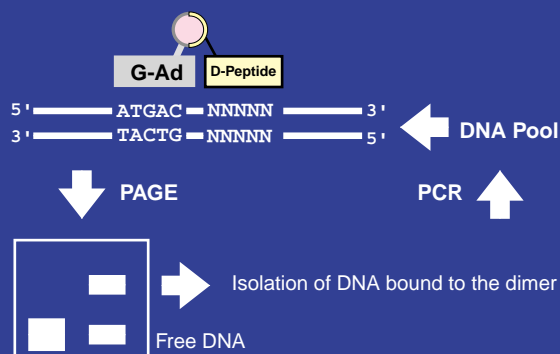 G-Ad D-Peptide
5' ATGAC NNNNN 3'
3' TACTG NNNNN 5'
DNA Pool
PAGE PCR
Isolation of DNA bound to the dimer
Free DNA